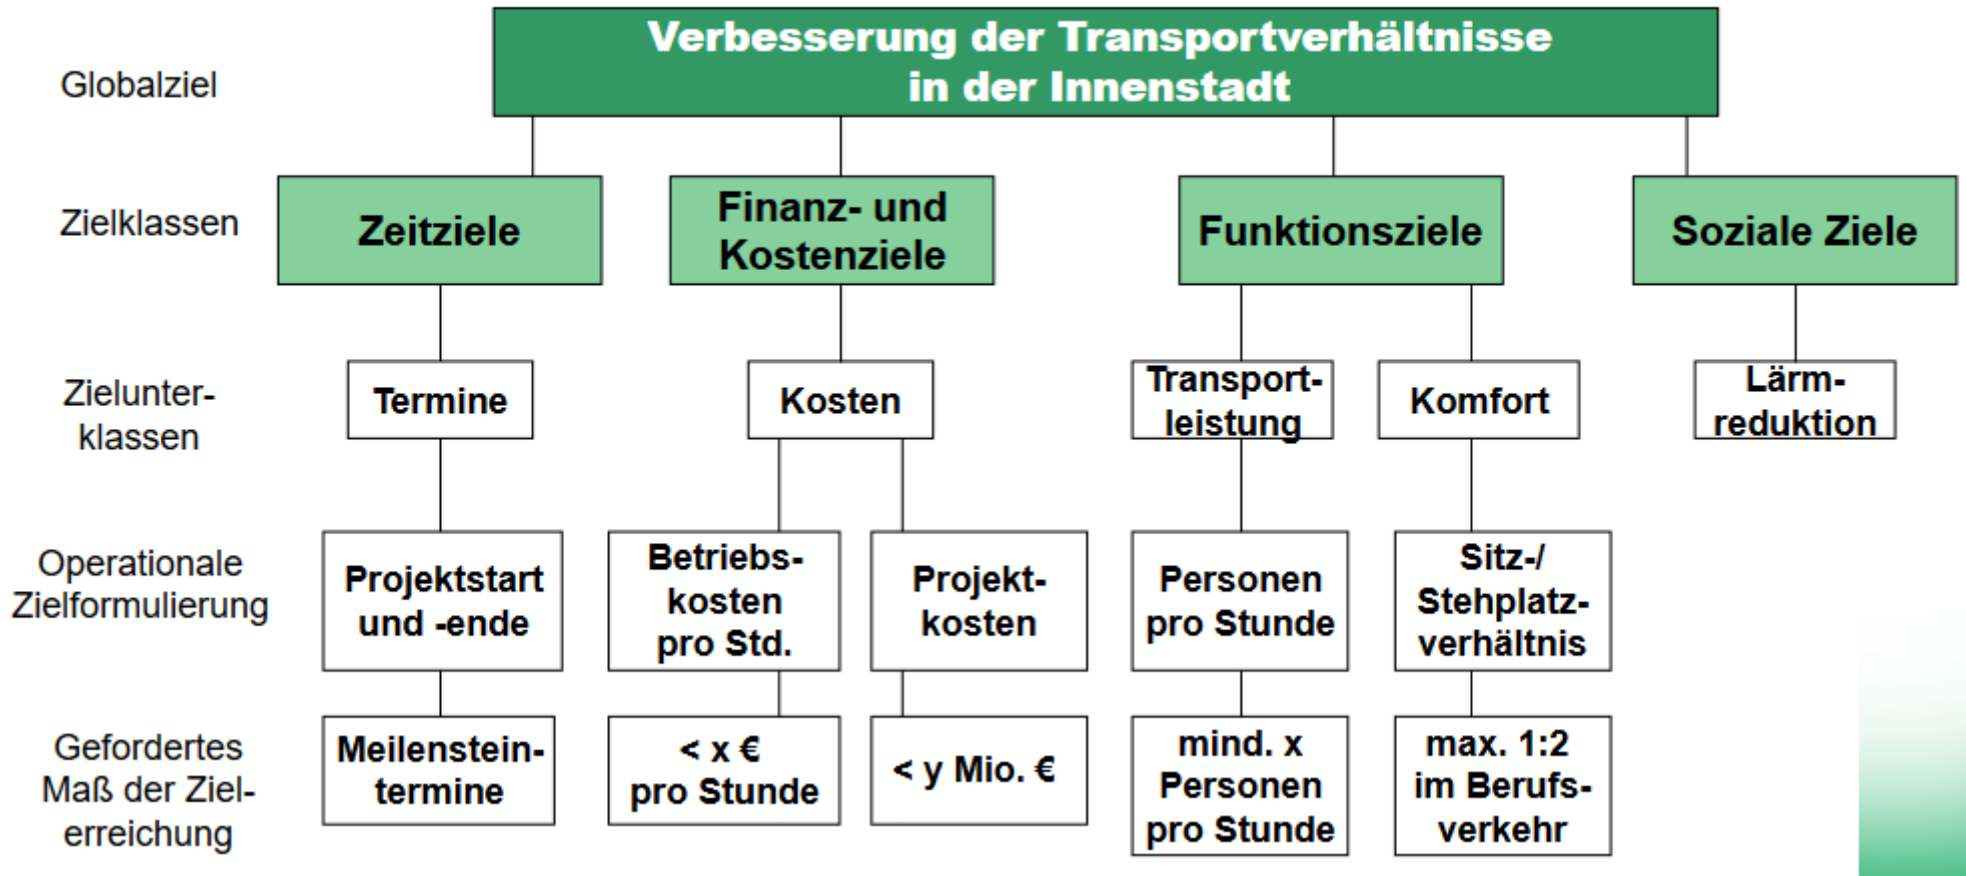 Verbesserung der Transportverhältnisse
in der Innenstadt
Globalziel
Zielklassen
Zeitziele
Finanz- und
Kostenziele
Funktionsziele
Soziale Ziele
Zielunter-
klassen
Termine
Kosten
Transport-
leistung
Komfort
Lärm-
reduktion
Operationale
Zielformulierung
Projektstart
und -ende
Betriebs-
kosten
pro Std.
Projekt-
kosten
Personen
pro Stunde
Sitz-/
Stehplatz-
verhältnis
Gefordertes
Maß der Ziel-
erreichung
Meilenstein-
termine
< x €
pro Stunde
< y Mio. €
mind. x
Personen
pro Stunde
max. 1:2
im Berufs-
verkehr